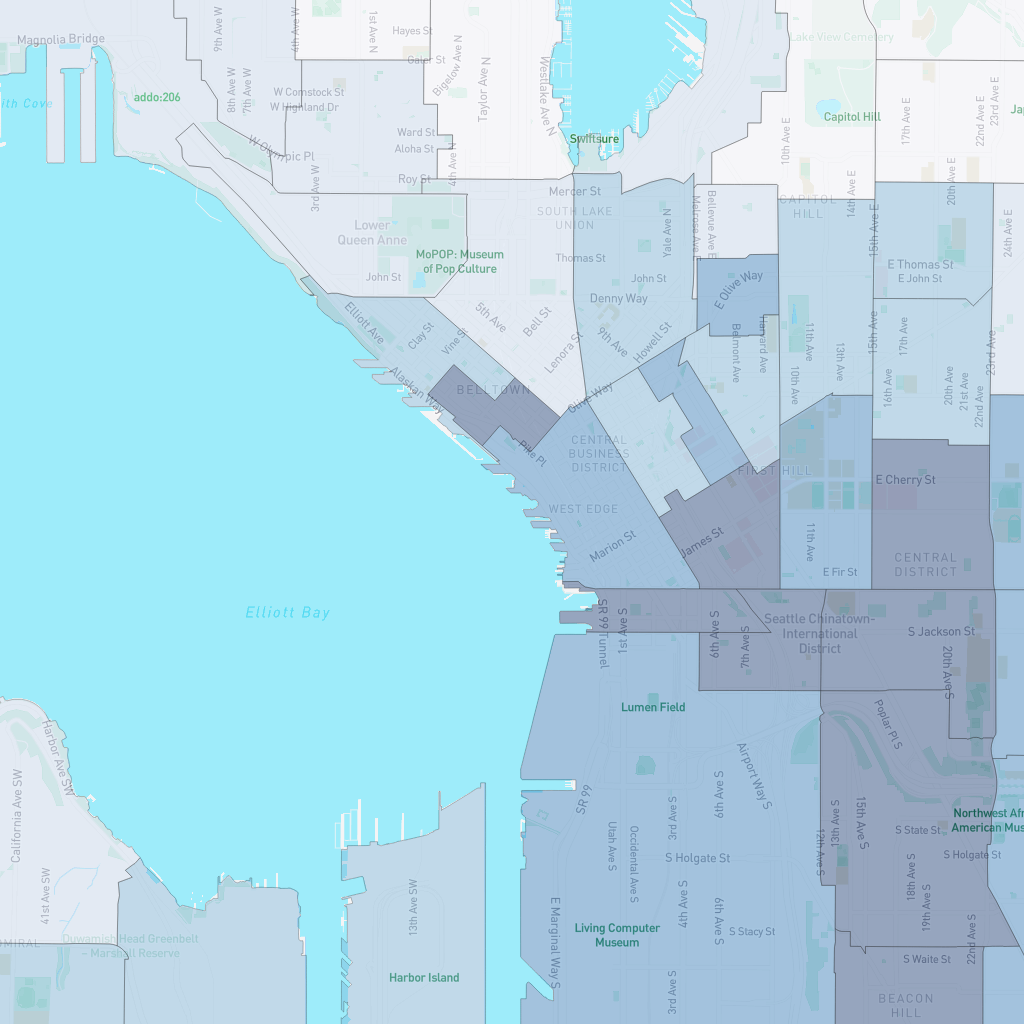 Magnolia Bridge
9th Ave W
4th Ave W
1st Ave N
Hayes St
Galer St
Bigelow Ave N
Taylor Ave N
Westlake Ave N
Lake View Cemetery
8th Ave W
7th Ave W
addo:206
W Comstock St
W Highland Dr
W Olympic Pl
Ward St
Aloha St
4th Ave N
Swiftsure
Capitol Hill
10th Ave E
17th Ave E
22nd Ave E
23rd Ave E
3rd Ave W
Roy St
Mercer St
SOUTH LAKE
UNION
Yale Ave N
Melrose Ave E
Bellevue Ave E
CAPITOL
HILL
14th Ave E
15th Ave E
20th Ave E
24th Ave E
Lower
Queen Anne
MoPOP: Museum
of Pop Culture
John St
Thomas St
John St
Denny Way
E Olive Way
E Thomas St
E John St
Elliott Ave
Clay St
Vine St
5th Ave
Bell St
Lenora St
9th Ave
Howell St
Belmont Ave
Harvard Ave
11th Ave
10th Ave
13th Ave
15th Ave
17th Ave
16th Ave
20th Ave
21st Ave
22nd Ave
23rd Ave
Alaskan Way
BELLTOWN
Olive Way
Pike Pl
CENTRAL
BUSINESS
DISTRICT
FIRST HILL
E Cherry St
WEST EDGE
Marion St
James St
11th Ave
E Fir St
CENTRAL
DISTRICT
Elliott Bay
SR 99 Tunnel
1st Ave S
6th Ave S
7th Ave S
Seattle Chinatown-
International
District
S Jackson St
20th Ave S
Lumen Field
Poplar Pl S
Harbor Ave SW
California Ave SW
41st Ave SW
SR 99
Airport Way S
6th Ave S
3rd Ave S
Utah Ave S
Occidental Ave S
S Holgate St
12th Ave S
13th Ave S
15th Ave S
S State St
S Holgate St
18th Ave S
19th Ave S
22nd Ave S
13th Ave SW
E Marginal Way S
4th Ave S
6th Ave S
S Stacy St
Living Computer
Museum
Duwamish Head Greenbelt
– Marshall Reserve
Harbor Island
3rd Ave S
S Waite St
BEACON
HILL